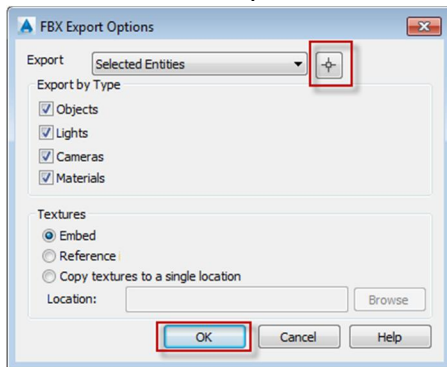 FBX Export Options
Export Selected Entities
Export by Type
Objects
Lights
Cameras
Materials
Textures
Embed
Reference
Copy textures to a single location
Location: Browse
OK Cancel Help